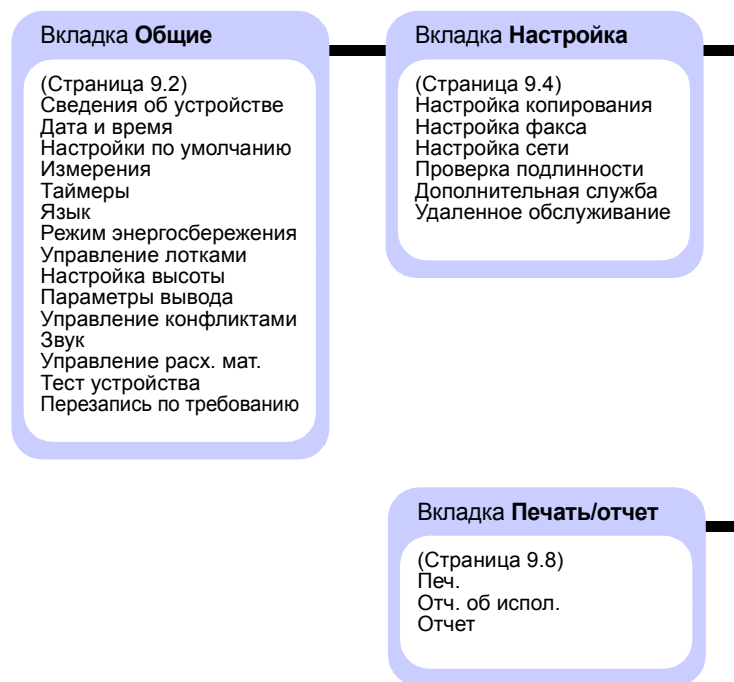 Вкладка Общие
(Страница 9.2)
Сведения об устройстве
Дата и время
Настройки по умолчанию
Измерения
Таймеры
Язык
Режим энергосбережения
Управление лотками
Настройка высоты
Параметры вывода
Управление конфликтами
Звук
Управление расх. мат.
Тест устройства
Перезапись по требованию
Вкладка Настройка
(Страница 9.4)
Настройка копирования
Настройка факса
Настройка сети
Проверка подлинности
Дополнительная служба
Удаленное обслуживание
Вкладка Печать/отчет
(Страница 9.8)
Печ.
Отч. об испол.
Отчет